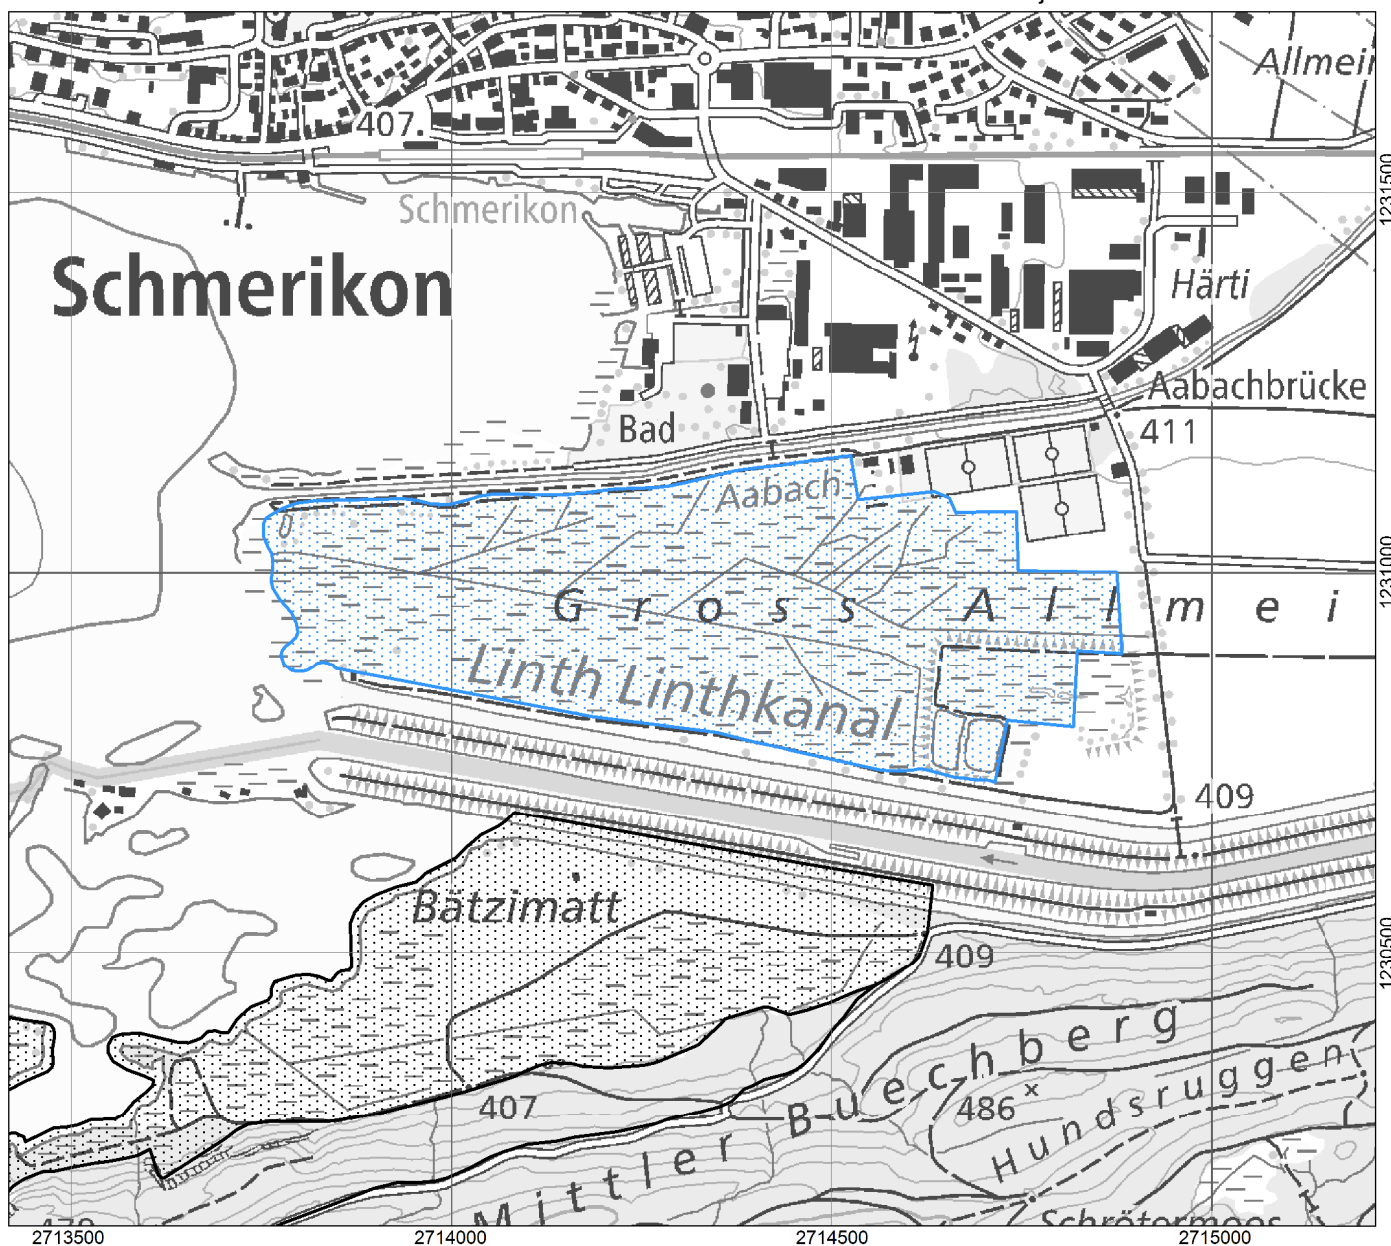 Allmein
407
Schmerikon
1231500
Schmerikon
Härti
Aabachbrücke
Bad
411
Aabach
1231000
Gross Allmei
Linth Linthkanal
409
Bätzimatt
409
1230500
Buechberg
407
486
Hundsruggen
Mittler
Schrötermoos
2713500 2714000 2714500 2715000